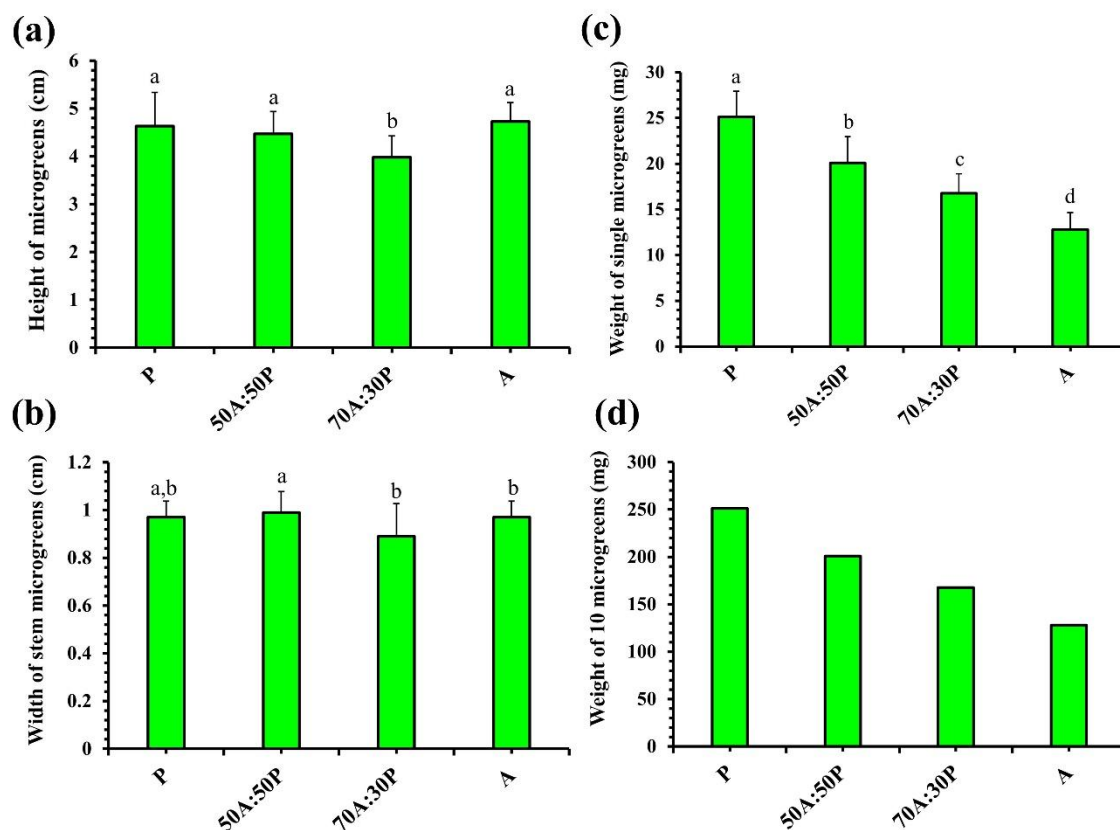 (a)
Height of microgreens (cm)
6
5
4
3
2
1
0
a
a
b
a
P
50A:50P
70A:30P
A
(c)
Weight of single microgreens (mg)
30
25
20
15
10
5
0
a
b
c
d
P
50A:50P
70A:30P
A
(b)
Width of stem microgreens (cm)
1.2
1
0.8
0.6
0.4
0.2
0
a,b
a
b
b
P
50A:50P
70A:30P
A
(d)
Weight of 10 microgreens (mg)
300
250
200
150
100
50
0
P
50A:50P
70A:30P
A